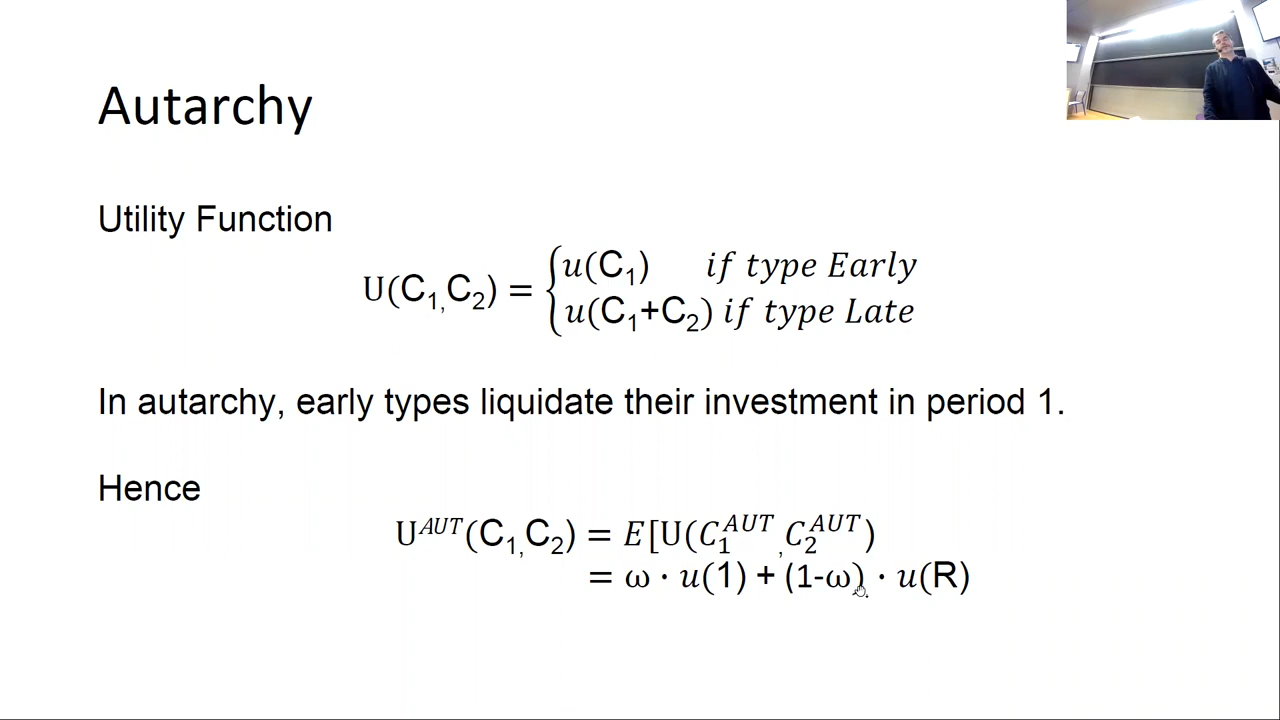 Autarchy
Utility Function
U(C₁,C₂) = { u(C₁) if type Early
u(C₁+C₂) if type Late
In autarchy, early types liquidate their investment in period 1.
Hence
U^AUT(C₁,C₂) = E[U(C₁^AUT,C₂^AUT)
= ω · u(1) + (1-ω) · u(R)